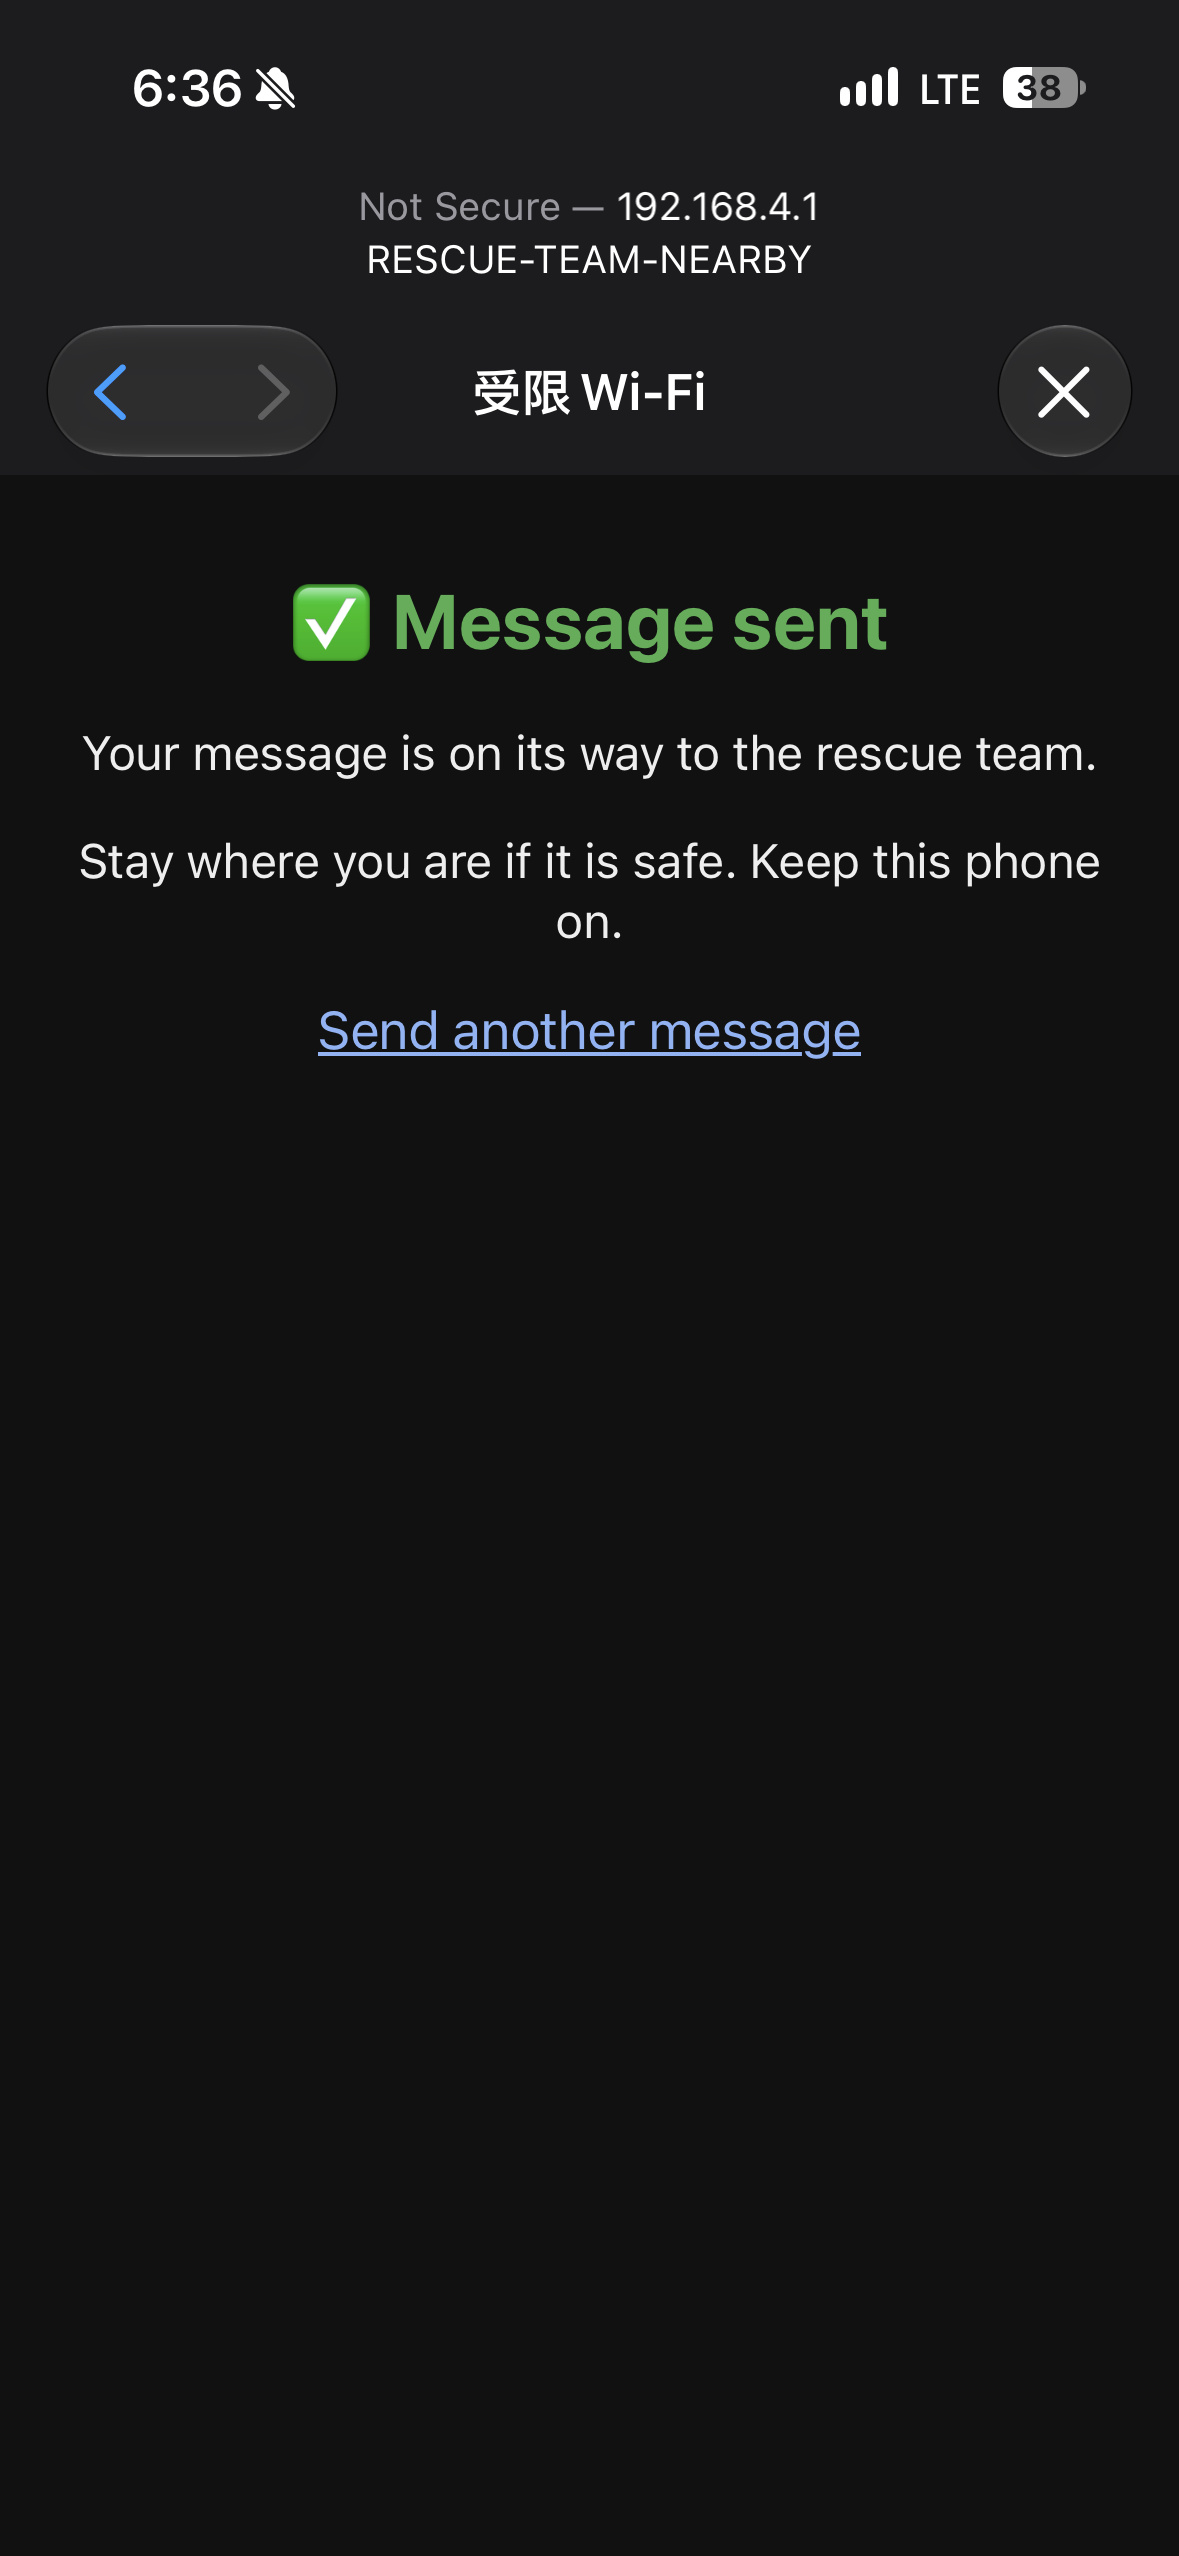 6:36
LTE
38
Not Secure — 192.168.4.1
RESCUE-TEAM-NEARBY
受限 Wi-Fi
✅ Message sent
Your message is on its way to the rescue team.
Stay where you are if it is safe. Keep this phone
on.
Send another message